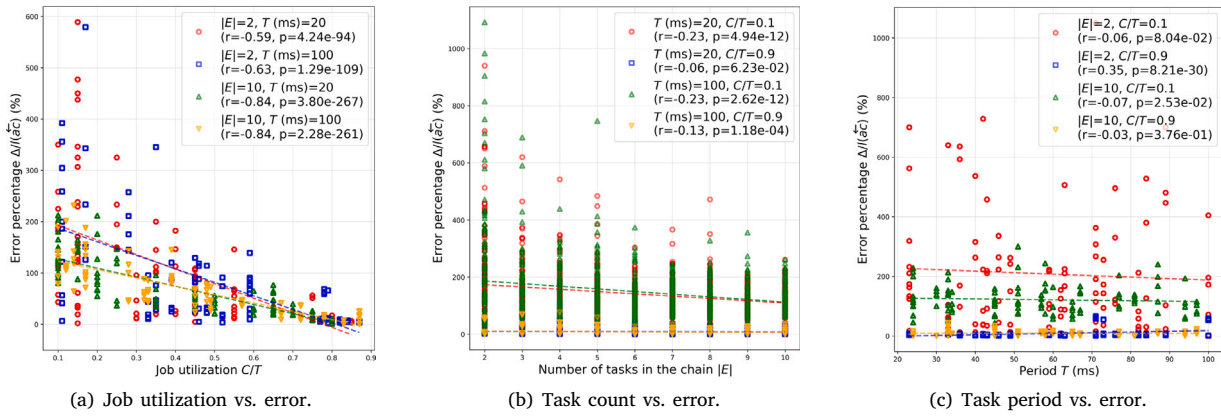 |E|=2, T (ms)=20
(r=-0.59, p=4.24e-94)
|E|=2, T (ms)=100
(r=-0.63, p=1.29e-109)
|E|=10, T (ms)=20
(r=-0.84, p=3.80e-267)
|E|=10, T (ms)=100
(r=-0.84, p=2.28e-261)
600
500
400
300
200
100
0
Error percentage Δ/l(ac⃖) (%)
0.1 0.2 0.3 0.4 0.5 0.6 0.7 0.8 0.9
Job utilization C/T
(a) Job utilization vs. error.
T (ms)=20, C/T=0.1
(r=-0.23, p=4.94e-12)
T (ms)=20, C/T=0.9
(r=-0.06, p=6.23e-02)
T (ms)=100, C/T=0.1
(r=-0.23, p=2.62e-12)
T (ms)=100, C/T=0.9
(r=-0.13, p=1.18e-04)
1000
800
600
400
200
0
Error percentage Δ/l(ac⃖) (%)
2 3 4 5 6 7 8 9 10
Number of tasks in the chain |E|
(b) Task count vs. error.
|E|=2, C/T=0.1
(r=-0.06, p=8.04e-02)
|E|=2, C/T=0.9
(r=0.35, p=8.21e-30)
|E|=10, C/T=0.1
(r=-0.07, p=2.53e-02)
|E|=10, C/T=0.9
(r=-0.03, p=3.76e-01)
1000
800
600
400
200
0
Error percentage Δ/l(ac⃖) (%)
20 30 40 50 60 70 80 90 100
Period T (ms)
(c) Task period vs. error.